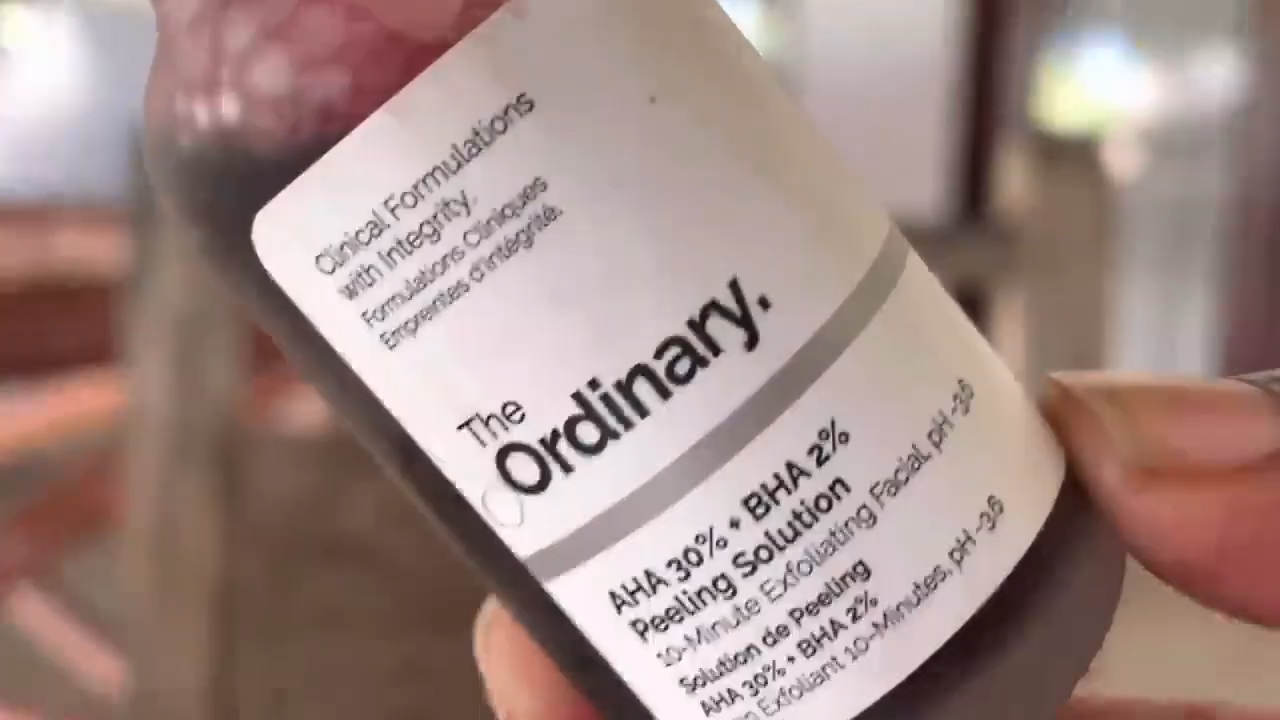 Clinical Formulations
with Integrity.
Formulations Cliniques
Empreintes d'intégrité.
The
Ordinary.
AHA 30% + BHA 2%
Peeling Solution
10-Minute Exfoliating Facial, pH ~3.6
Solution de Peeling
AHA 30% + BHA 2%
Exfoliant 10-Minutes, pH ~3.6